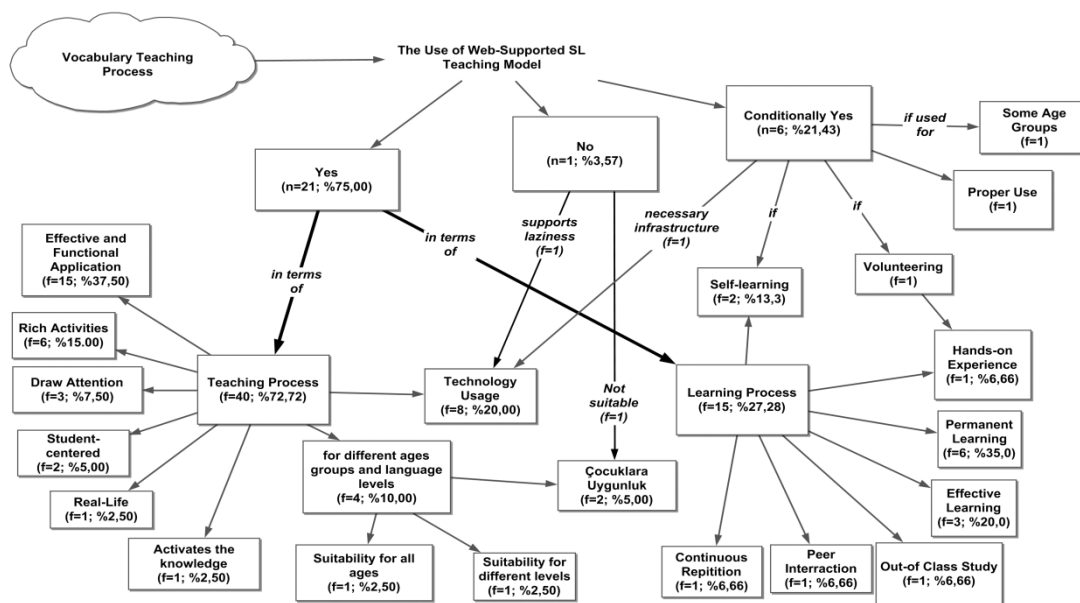 Vocabulary Teaching
Process
The Use of Web-Supported SL
Teaching Model
Yes
(n=21; %75,00)
No
(n=1; %3,57)
Conditionally Yes
(n=6; %21,43)
if used
for
Some Age
Groups
(f=1)
Proper Use
(f=1)
in terms
of
in terms
of
supports
laziness
(f=1)
necessary
infrastructure
(f=1)
if
if
Volunteering
(f=1)
Self-learning
(f=2; %13,3)
Effective and
Functional
Application
(f=15; %37,50)
Rich Activities
(f=6; %15.00)
Draw Attention
(f=3; %7,50)
Student-
centered
(f=2; %5,00)
Real-Life
(f=1; %2,50)
Activates the
knowledge
(f=1; %2,50)
Teaching Process
(f=40; %72,72)
Technology
Usage
(f=8; %20,00)
for different ages
groups and language
levels
(f=4; %10,00)
Suitability for all
ages
(f=1; %2,50)
Suitability
for different levels
(f=1; %2,50)
Not
suitable
(f=1)
Çocuklara
Uygunluk
(f=2; %5,00)
Learning Process
(f=15; %27,28)
Hands-on
Experience
(f=1; %6,66)
Permanent
Learning
(f=6; %35,0)
Effective
Learning
(f=3; %20,0)
Out-of Class Study
(f=1; %6,66)
Peer
Interraction
(f=1; %6,66)
Continuous
Repitition
(f=1; %6,66)